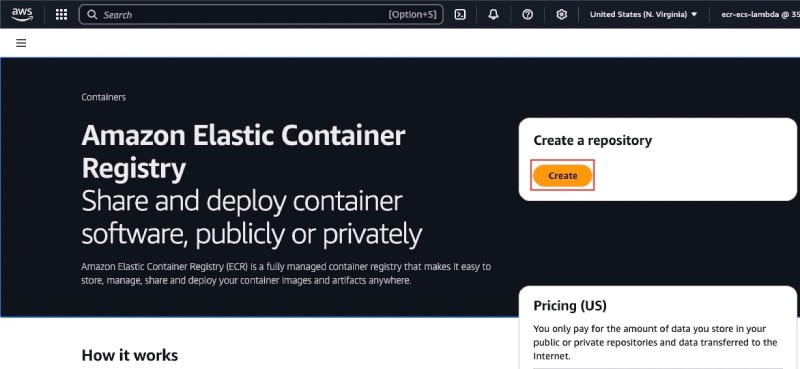 aws
Search
[Option+S]
United States (N. Virginia)
ecr-ecs-lambda @ 35
Containers
Amazon Elastic Container
Registry
Share and deploy container
software, publicly or privately
Amazon Elastic Container Registry (ECR) is a fully managed container registry that makes it easy to
store, manage, share and deploy your container images and artifacts anywhere.
Create a repository
Create
Pricing (US)
You only pay for the amount of data you store in your
public or private repositories and data transferred to the
Internet.
How it works